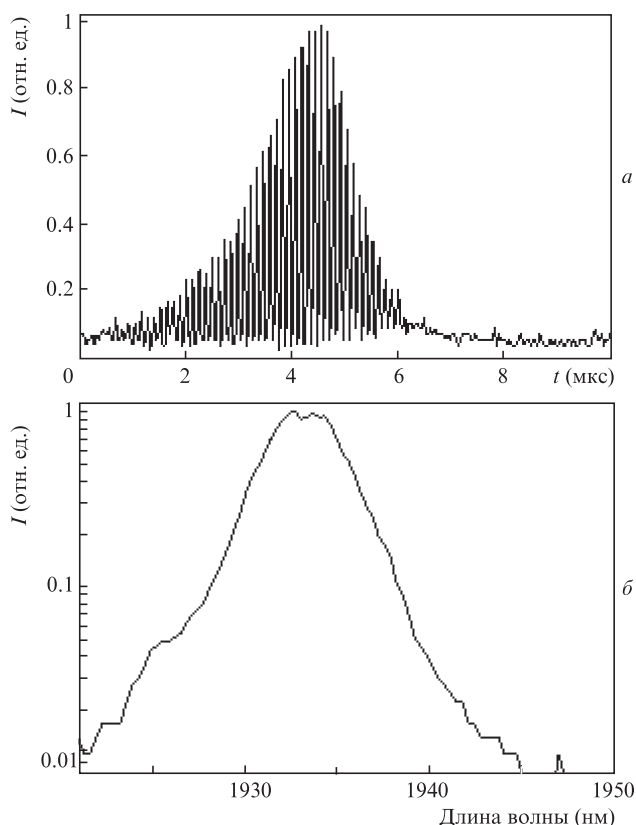 I (отн. ед.)
1
0.8
0.6
0.4
0.2
а
0 2 4 6 8 t (мкс)
I (отн. ед.)
1
0.1
0.01
б
1930 1940 1950
Длина волны (нм)